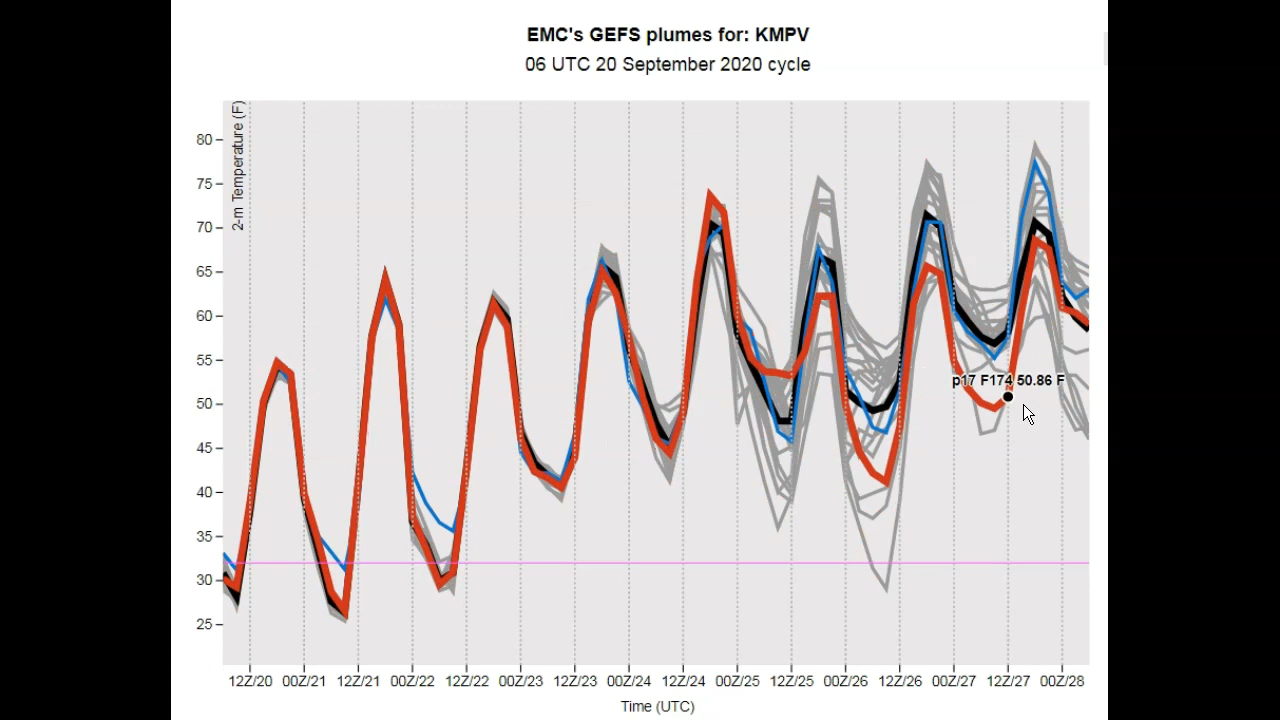 EMC's GEFS plumes for: KMPV
06 UTC 20 September 2020 cycle
2-m Temperature (F)
80
75
70
65
60
55
50
45
40
35
30
25
p17 F174 50.86 F
12Z/20 00Z/21 12Z/21 00Z/22 12Z/22 00Z/23 12Z/23 00Z/24 12Z/24 00Z/25 12Z/25 00Z/26 12Z/26 00Z/27 12Z/27 00Z/28
Time (UTC)